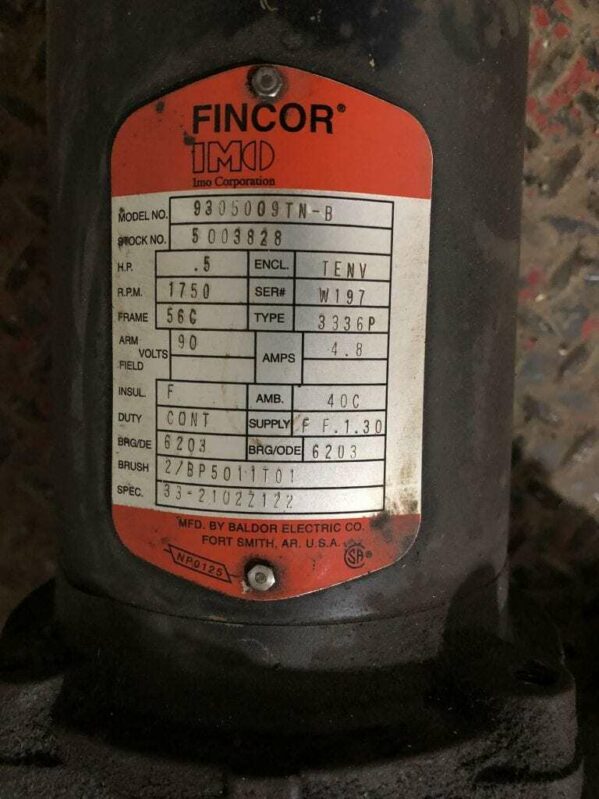 FINCOR®
IMO
Imo Corporation
MODEL NO. 9305009TN-B
STOCK NO. 5003828
H.P. .5 ENCL. TENV
R.P.M. 1750 SER# W197
FRAME 56C TYPE 3336P
ARM VOLTS 90 AMPS 4.8
FIELD
INSUL. F AMB. 40C
DUTY CONT SUPPLY F F.1.30
BRG/DE 6203 BRG/ODE 6203
BRUSH 2/BP5011T01
SPEC. 33-2102Z122
MFD. BY BALDOR ELECTRIC CO.
FORT SMITH, AR. U.S.A.
NP0125 SA®